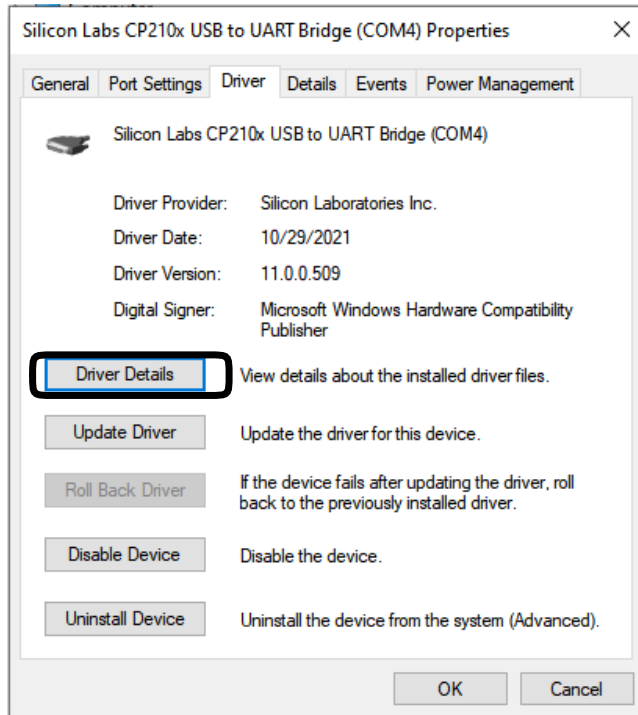 Silicon Labs CP210x USB to UART Bridge (COM4) Properties
General Port Settings Driver Details Events Power Management
Silicon Labs CP210x USB to UART Bridge (COM4)
Driver Provider: Silicon Laboratories Inc.
Driver Date: 10/29/2021
Driver Version: 11.0.0.509
Digital Signer: Microsoft Windows Hardware Compatibility
Publisher
Driver Details View details about the installed driver files.
Update Driver Update the driver for this device.
Roll Back Driver If the device fails after updating the driver, roll
back to the previously installed driver.
Disable Device Disable the device.
Uninstall Device Uninstall the device from the system (Advanced).
OK Cancel